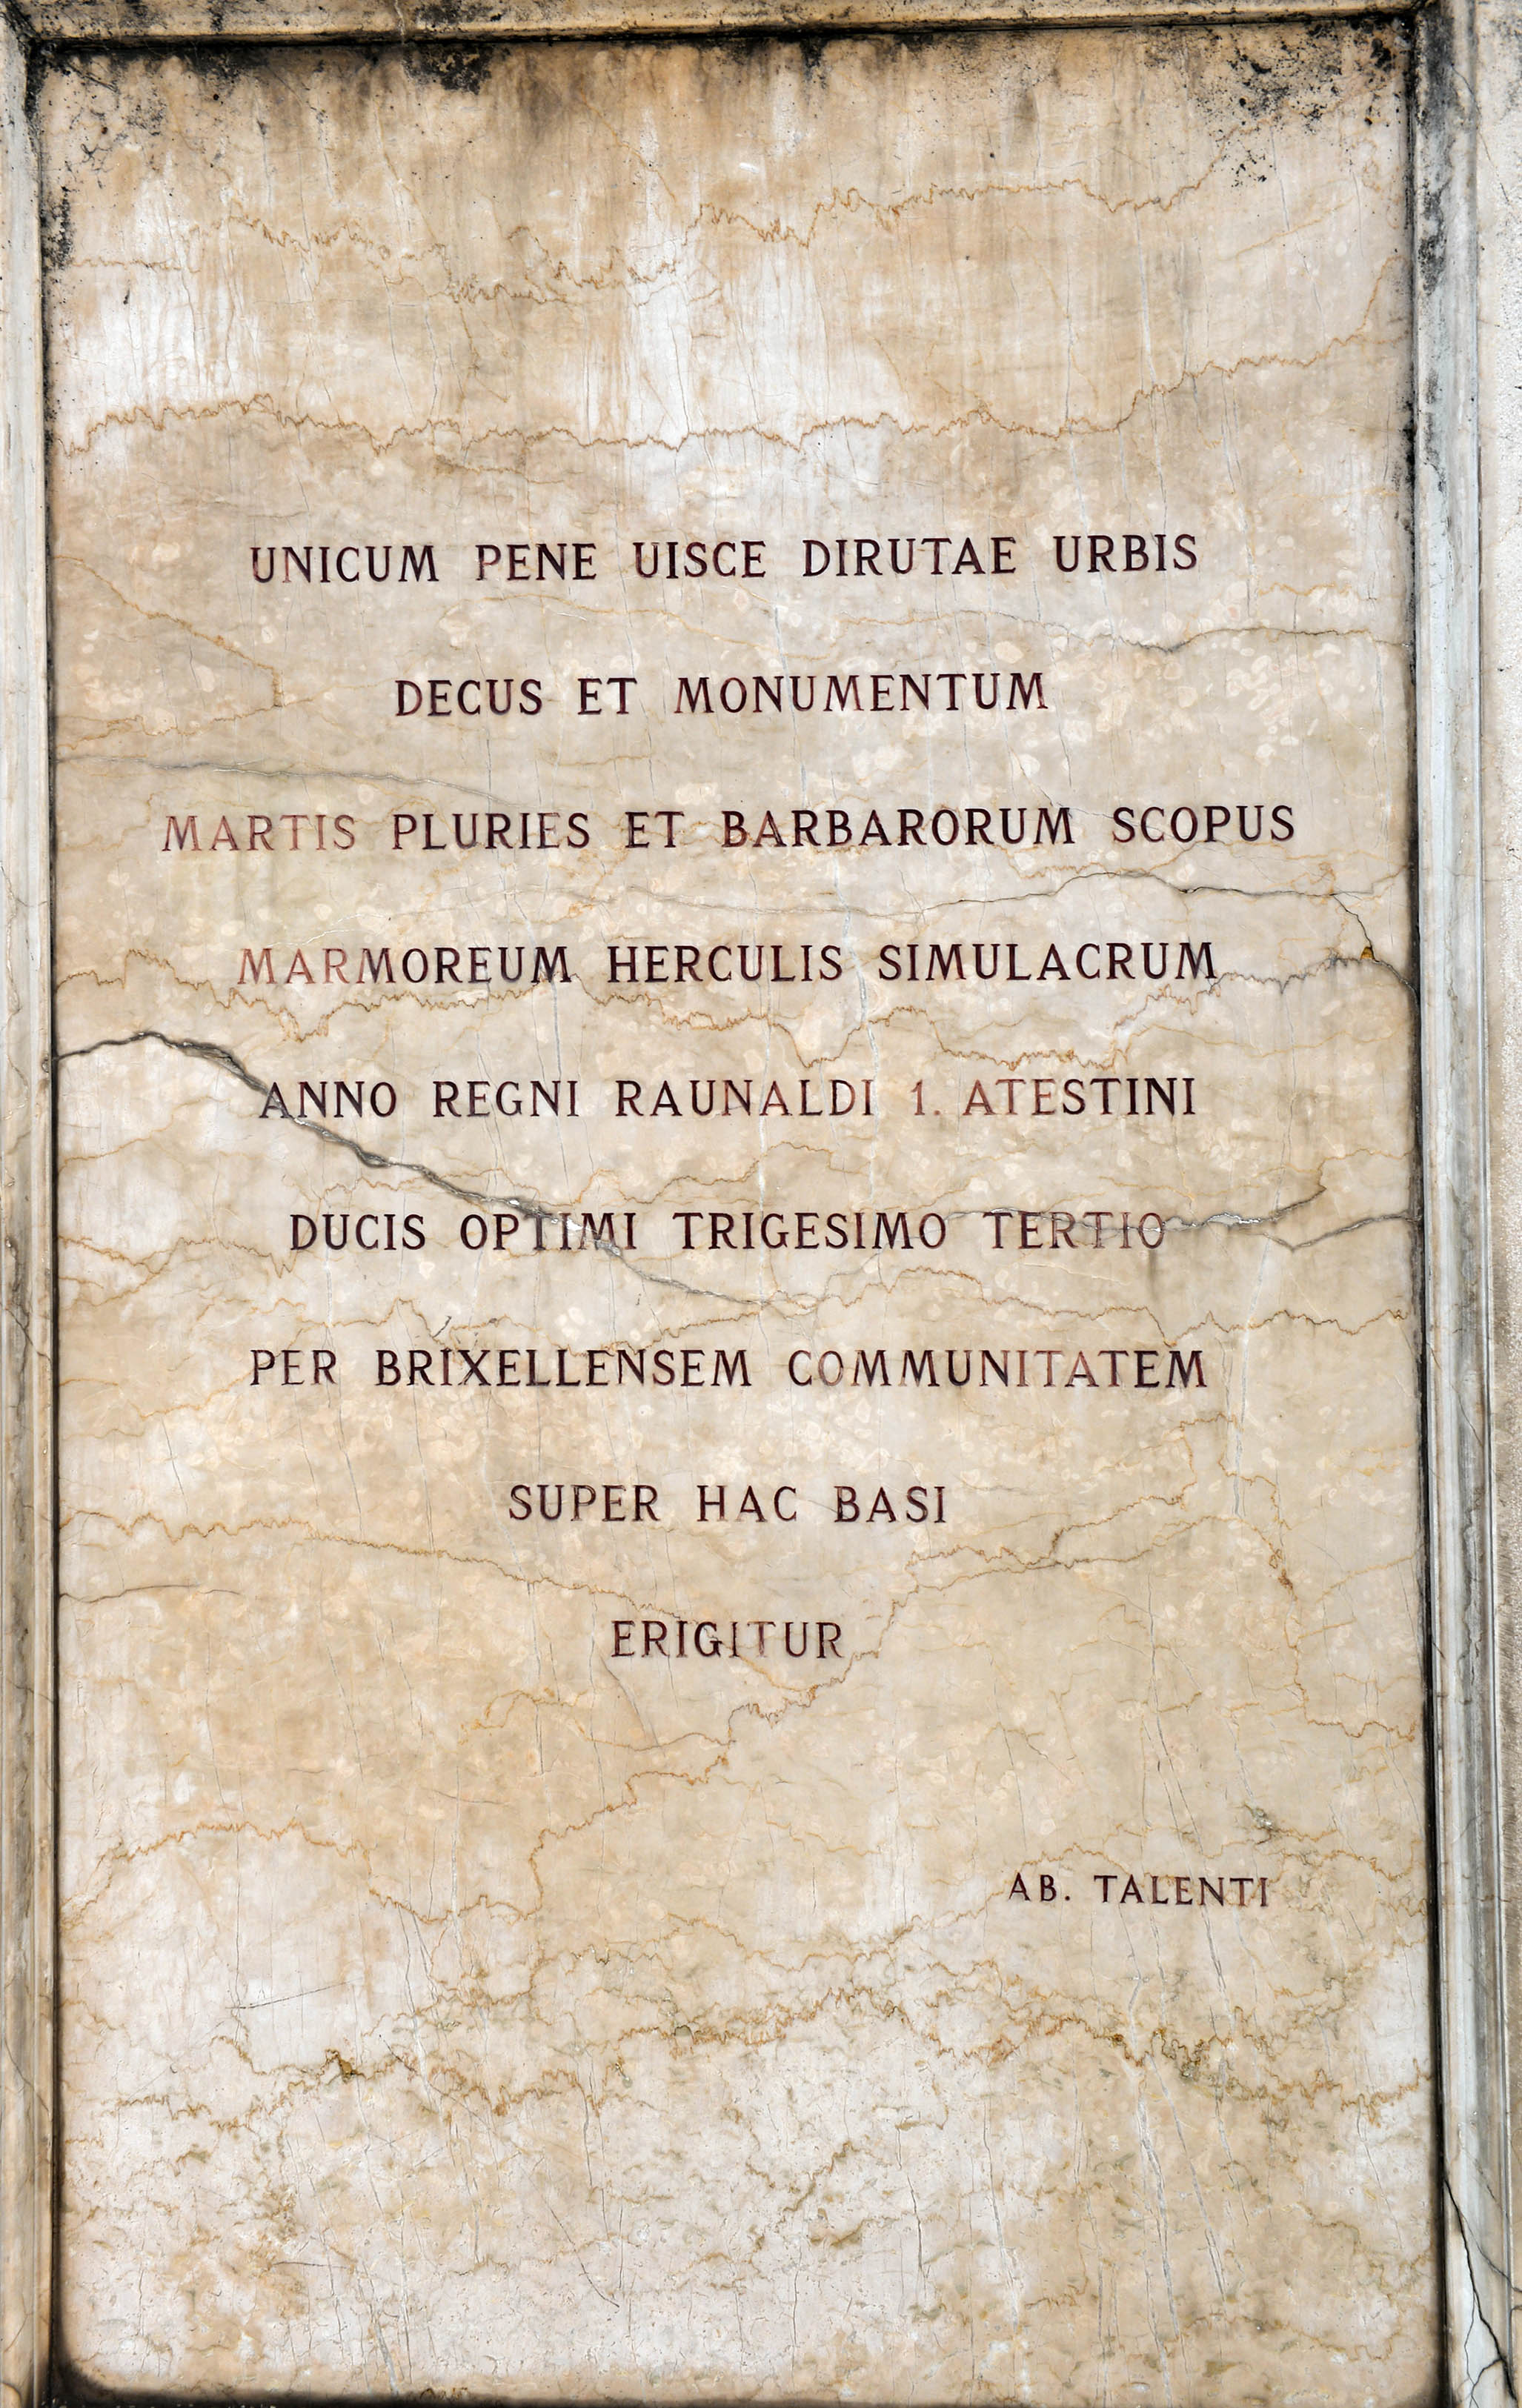 UNICUM PENE UISCE DIRUTAE URBIS
DECUS ET MONUMENTUM
MARTIS PLURIES ET BARBARORUM SCOPUS
MARMOREUM HERCULIS SIMULACRUM
ANNO REGNI RAUNALDI 1. ATESTINI
DUCIS OPTIMI TRIGESIMO TERTIO
PER BRIXELLENSEM COMMUNITATEM
SUPER HAC BASI
ERIGITUR
AB. TALENTI